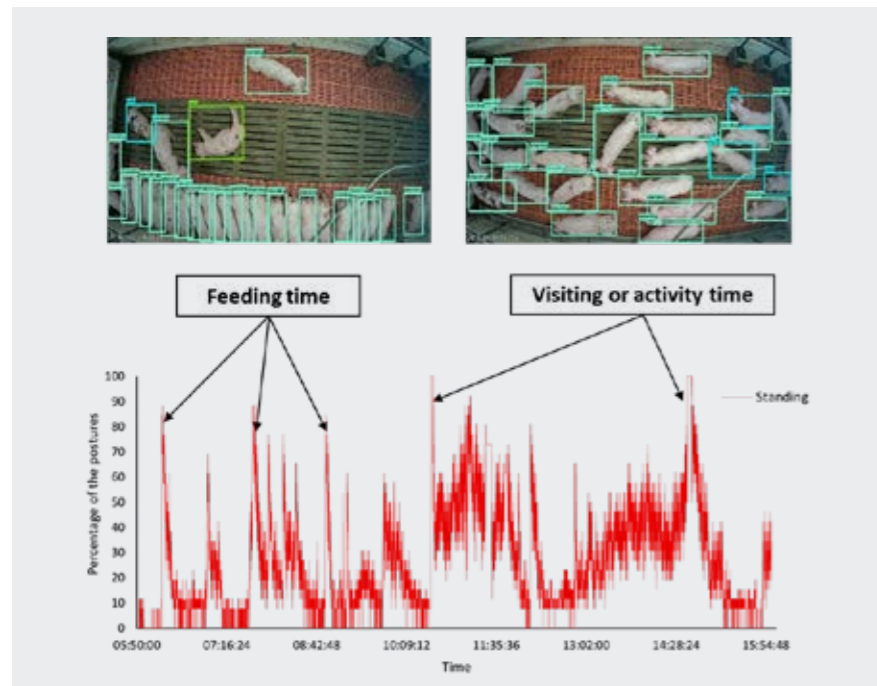 Feeding time
Visiting or activity time
Percentage of the postures
100
90
80
70
60
50
40
30
20
10
0
Standing
05:50:00 07:16:24 08:42:48 10:09:12 11:35:36 13:02:00 14:28:24 15:54:48
Time